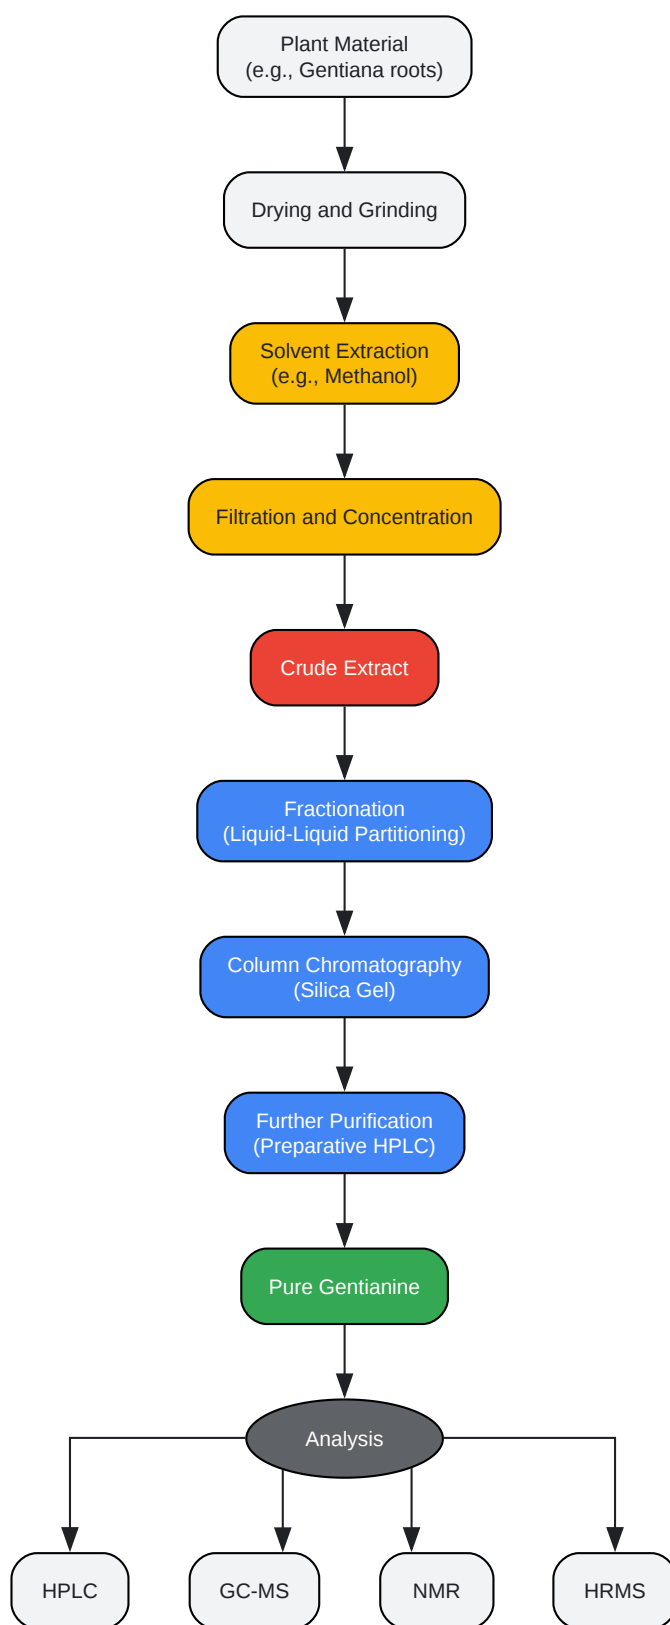 Plant Material
(e.g., Gentiana roots)
Drying and Grinding
Solvent Extraction
(e.g., Methanol)
Filtration and Concentration
Crude Extract
Fractionation
(Liquid-Liquid Partitioning)
Column Chromatography
(Silica Gel)
Further Purification
(Preparative HPLC)
Pure Gentianine
Analysis
HPLC
GC-MS
NMR
HRMS